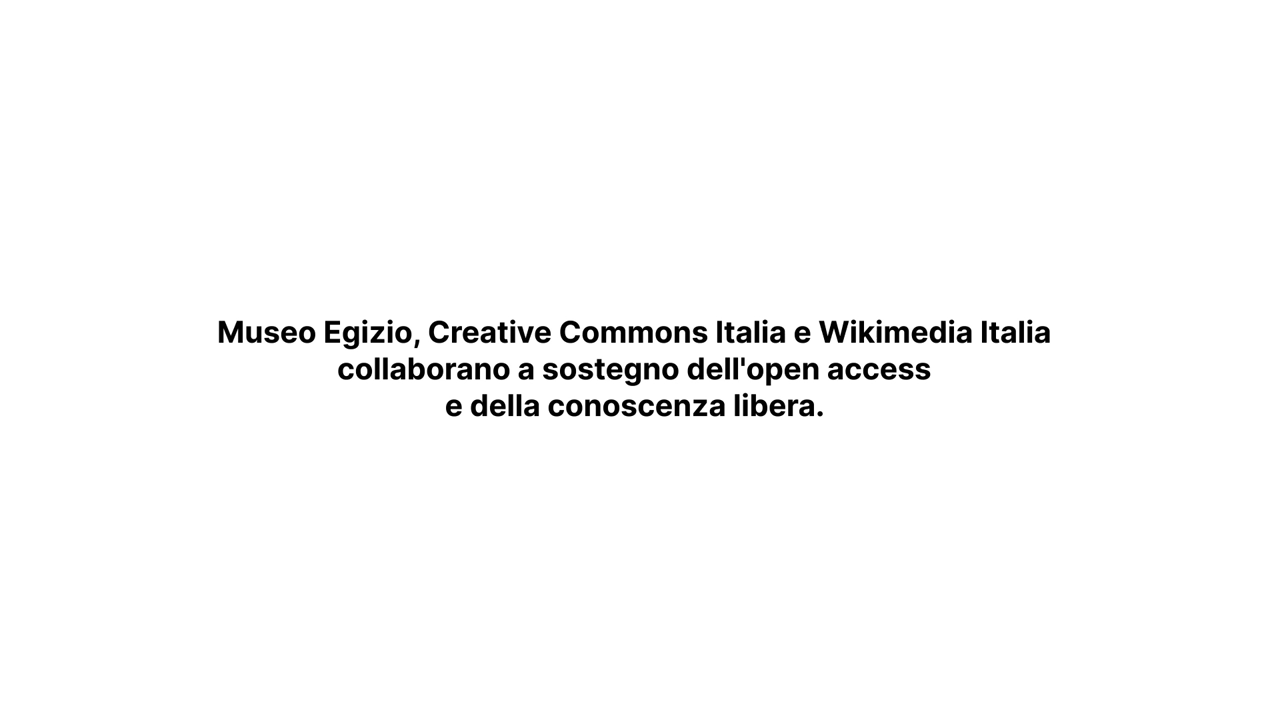 Museo Egizio, Creative Commons Italia e Wikimedia Italia
collaborano a sostegno dell'open access
e della conoscenza libera.